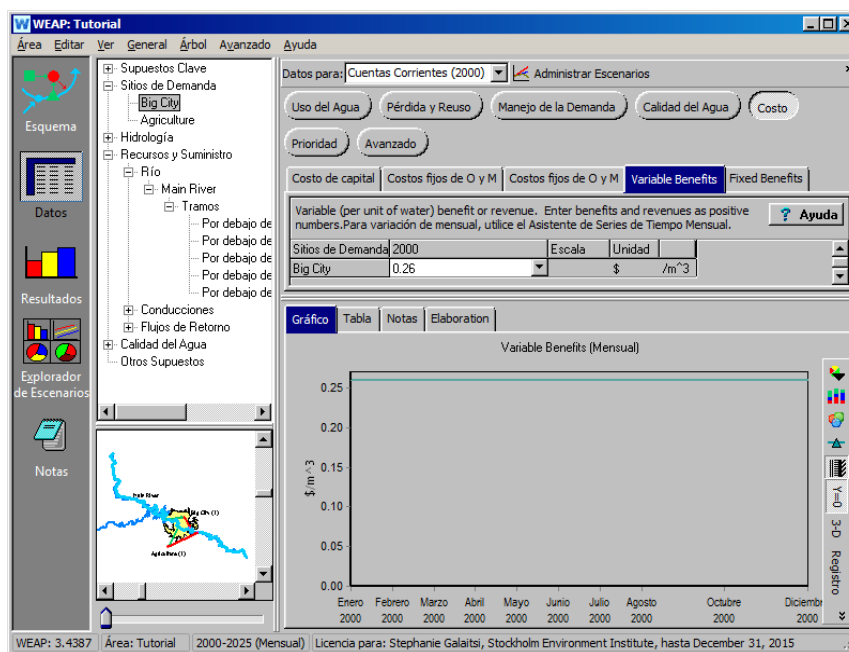 WEAP: Tutorial
Área Editar Ver General Árbol Avanzado Ayuda
Esquema
Datos
Resultados
Explorador
de Escenarios
Notas
Supuestos Clave
Sitios de Demanda
Big City
Agriculture
Hidrología
Recursos y Suministro
Río
Main River
Tramos
Por debajo de
Por debajo de
Por debajo de
Por debajo de
Por debajo de
Conducciones
Flujos de Retorno
Calidad del Agua
Otros Supuestos
Main River
Big City (1)
Agriculture (1)
Datos para: Cuentas Corrientes (2000) Administrar Escenarios
Uso del Agua Pérdida y Reuso Manejo de la Demanda Calidad del Agua Costo
Prioridad Avanzado
Costo de capital Costos fijos de O y M Costos fijos de O y M Variable Benefits Fixed Benefits
Variable (per unit of water) benefit or revenue. Enter benefits and revenues as positive
numbers.Para variación de mensual, utilice el Asistente de Series de Tiempo Mensual.
? Ayuda
Sitios de Demanda 2000 Escala Unidad
Big City 0.26 $ /m^3
Gráfico Tabla Notas Elaboration
Variable Benefits (Mensual)
$/m^3
0.25
0.20
0.15
0.10
0.05
0.00
Enero Febrero Marzo Abril Mayo Junio Julio Agosto Octubre Diciembr
2000 2000 2000 2000 2000 2000 2000 2000 2000 2000
Y=0
3-D
Registro
WEAP: 3.4387 Área: Tutorial 2000-2025 (Mensual) Licencia para: Stephanie Galaitsi, Stockholm Environment Institute, hasta December 31, 2015